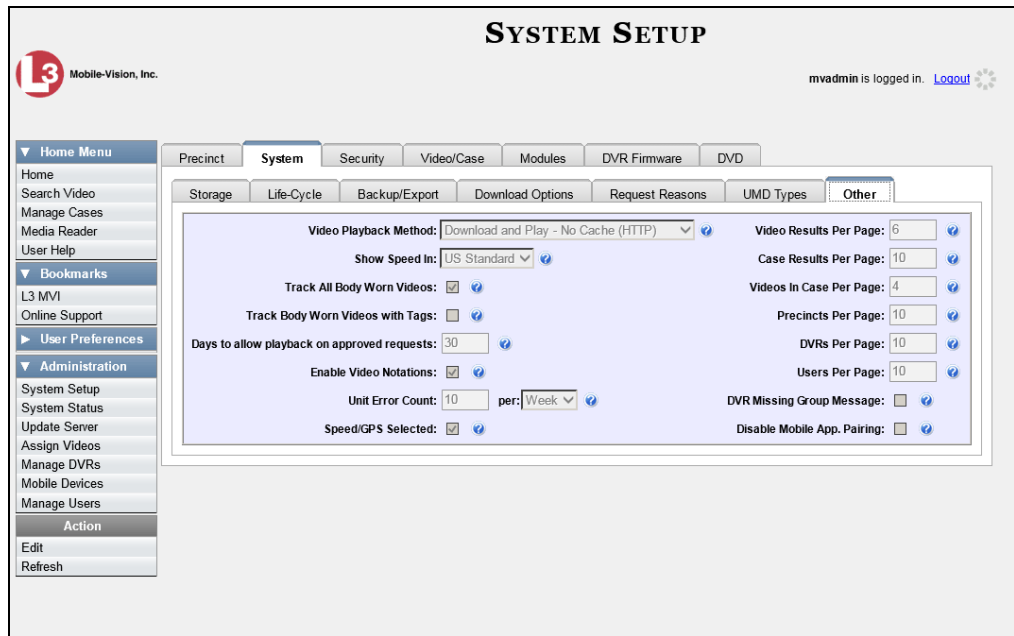 SYSTEM SETUP
L3 Mobile-Vision, Inc.
mvadmin is logged in. Logout
▼ Home Menu
Home
Search Video
Manage Cases
Media Reader
User Help
▼ Bookmarks
L3 MVI
Online Support
▶ User Preferences
▼ Administration
System Setup
System Status
Update Server
Assign Videos
Manage DVRs
Mobile Devices
Manage Users
Action
Edit
Refresh
Precinct System Security Video/Case Modules DVR Firmware DVD
Storage Life-Cycle Backup/Export Download Options Request Reasons UMD Types Other
Video Playback Method: Download and Play - No Cache (HTTP) ?
Show Speed In: US Standard ?
Track All Body Worn Videos: ?
Track Body Worn Videos with Tags: ?
Days to allow playback on approved requests: 30 ?
Enable Video Notations: ?
Unit Error Count: 10 per: Week ?
Speed/GPS Selected: ?
Video Results Per Page: 6 ?
Case Results Per Page: 10 ?
Videos In Case Per Page: 4 ?
Precincts Per Page: 10 ?
DVRs Per Page: 10 ?
Users Per Page: 10 ?
DVR Missing Group Message: ?
Disable Mobile App. Pairing: ?